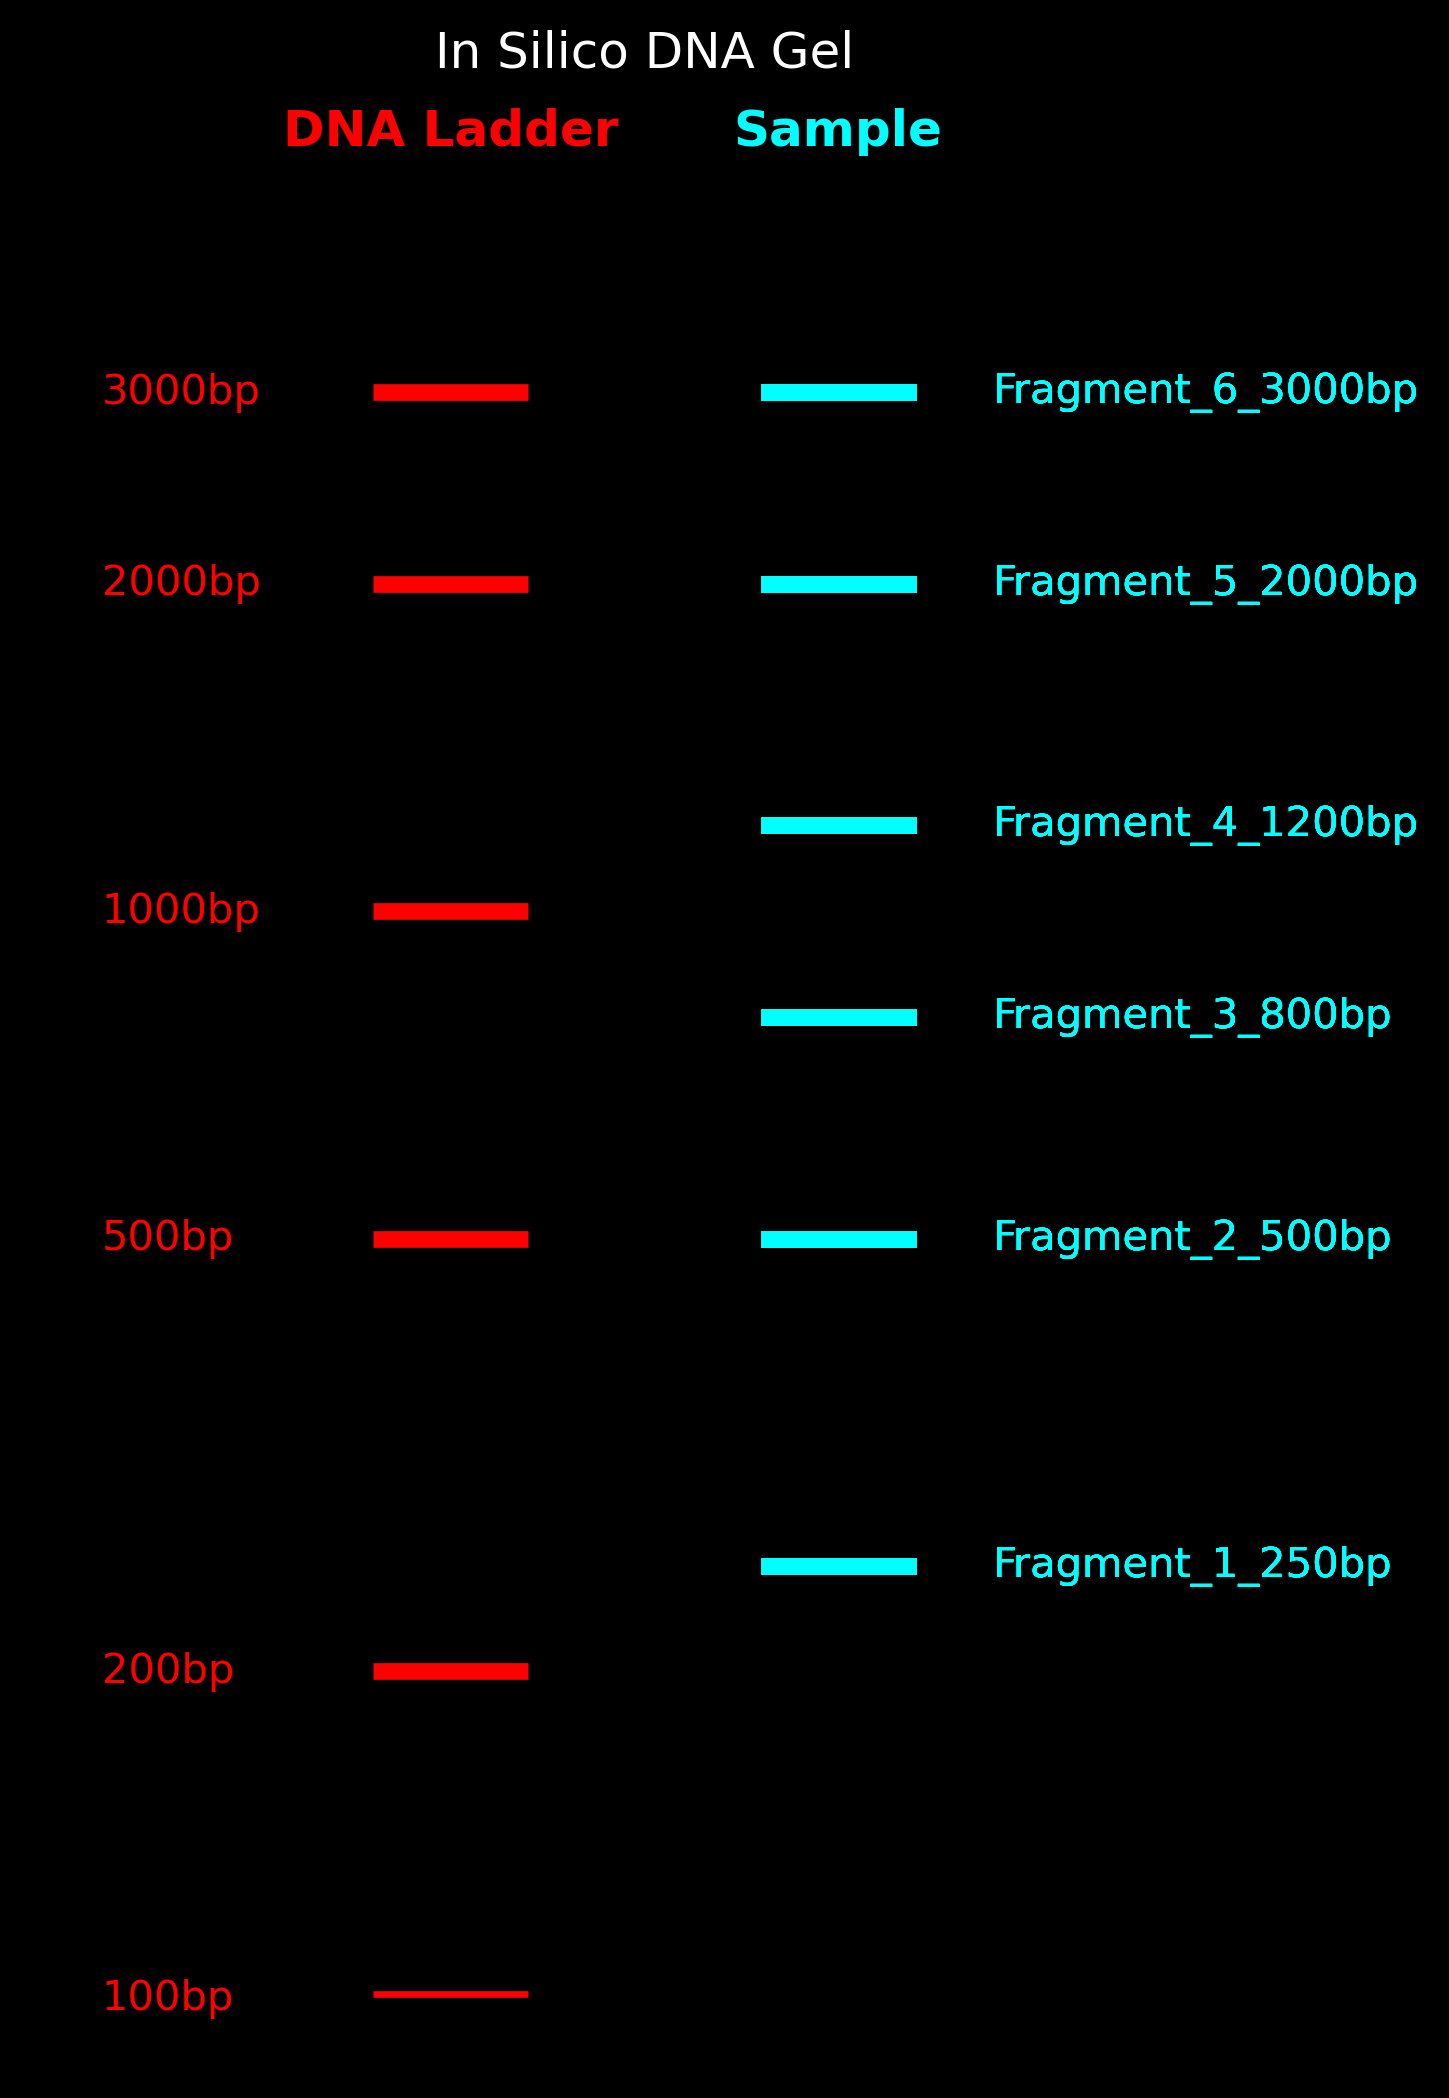 In Silico DNA Gel
DNA Ladder Sample
3000bp Fragment_6_3000bp
2000bp Fragment_5_2000bp
Fragment_4_1200bp
1000bp
Fragment_3_800bp
500bp Fragment_2_500bp
Fragment_1_250bp
200bp
100bp